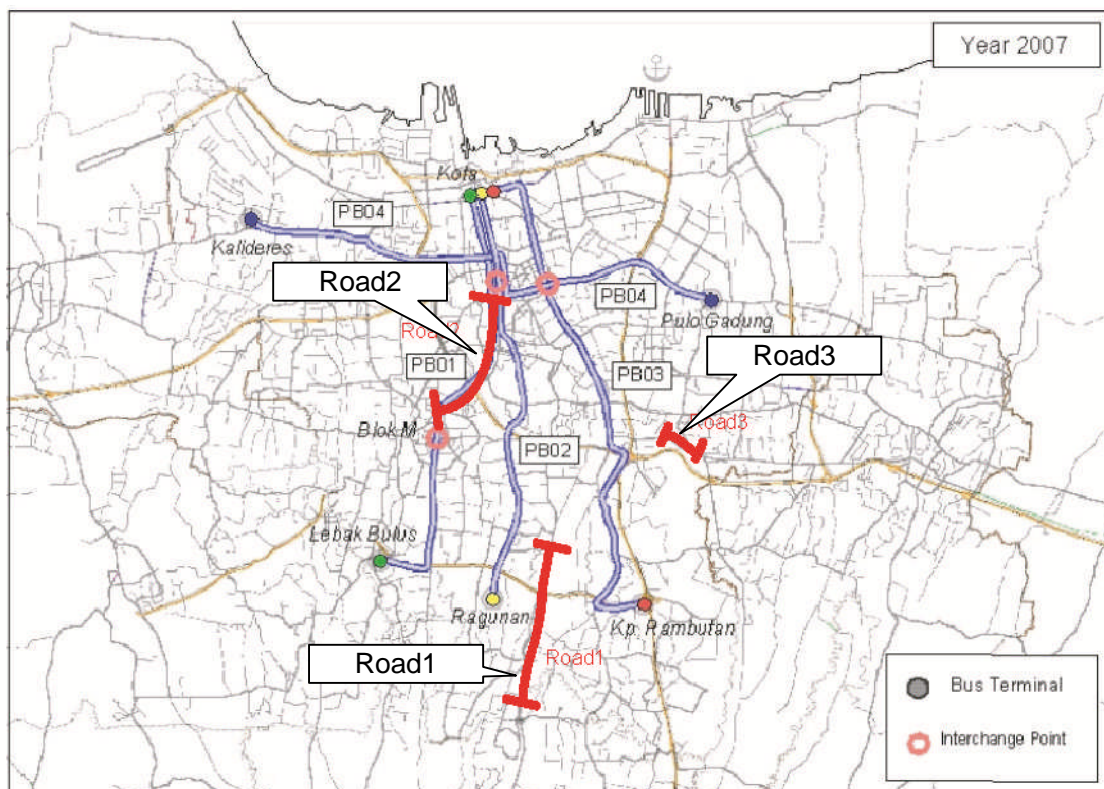 Year 2007
Kota
PB04
Kalideres
Road2
PB04
Pulo Gadung
Road2
Road3
PB01
PB03
Road3
Blok M
PB02
Lebak Bulus
Ragunan
Kp. Rambutan
Road1
Road1
Bus Terminal
Interchange Point